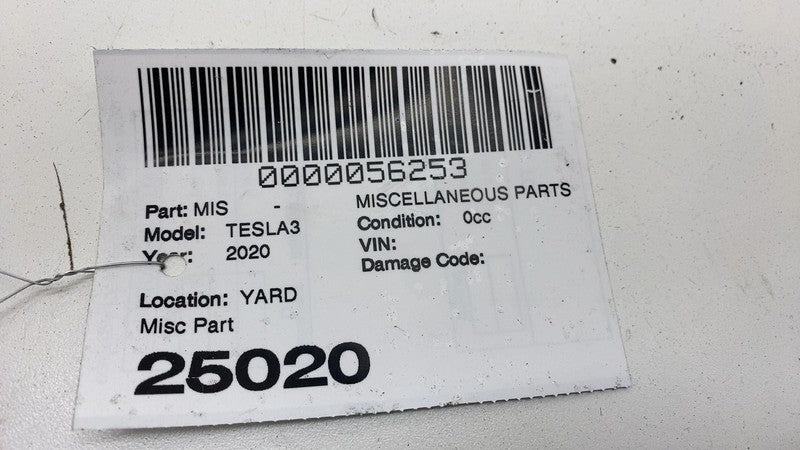 0000056253
Part: MIS - MISCELLANEOUS PARTS
Model: TESLA3 Condition: 0cc
Year: 2020 VIN:
Damage Code:
Location: YARD
Misc Part
25020